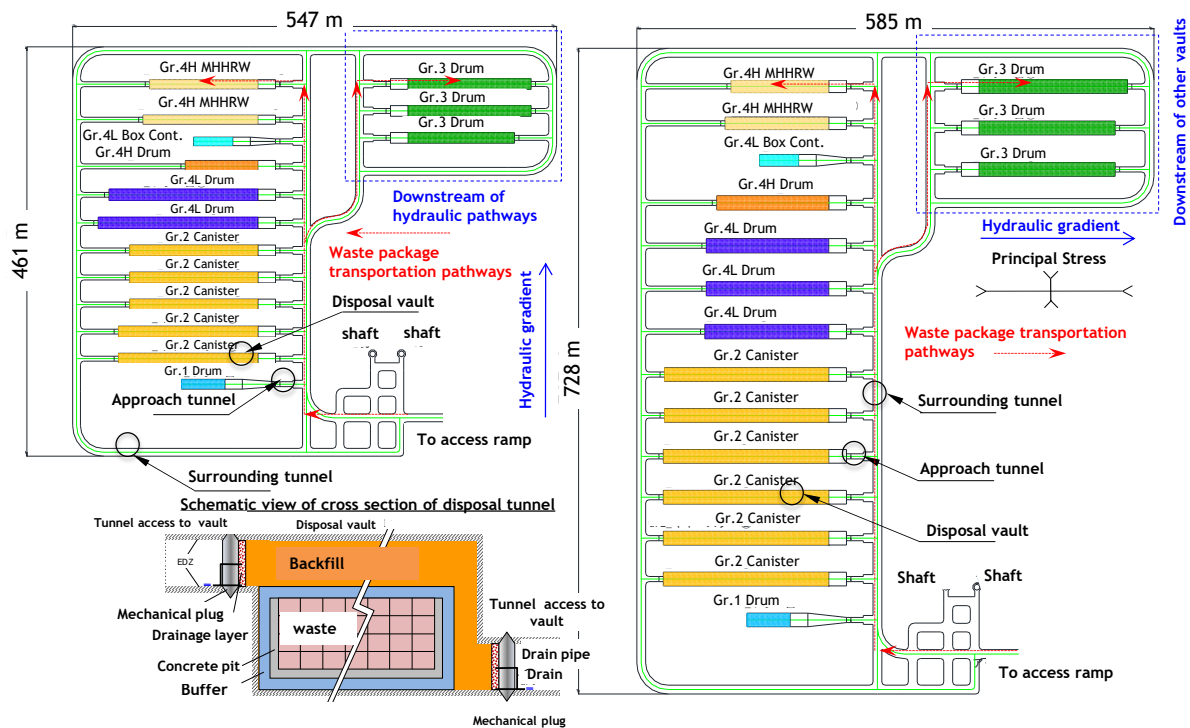 547 m
461 m
Gr.4H MHHRW
Gr.4H MHHRW
Gr.4L Box Cont.
Gr.4H Drum
Gr.4L Drum
Gr.4L Drum
Gr.2 Canister
Gr.2 Canister
Gr.2 Canister
Gr.2 Canister
Gr.2 Canister
Gr.1 Drum
Gr.3 Drum
Gr.3 Drum
Gr.3 Drum
Downstream of
hydraulic pathways
Waste package
transportation pathways
Disposal vault
shaft
shaft
Hydraulic gradient
Approach tunnel
To access ramp
Surrounding tunnel
Schematic view of cross section of disposal tunnel
Tunnel access to vault
Disposal vault
EDZ
Backfill
Mechanical plug
Drainage layer
waste
Concrete pit
Buffer
Tunnel access to
vault
Drain pipe
Drain
Mechanical plug
585 m
728 m
Gr.4H MHHRW
Gr.4H MHHRW
Gr.4L Box Cont.
Gr.4H Drum
Gr.4L Drum
Gr.4L Drum
Gr.4L Drum
Gr.2 Canister
Gr.2 Canister
Gr.2 Canister
Gr.2 Canister
Gr.2 Canister
Gr.2 Canister
Gr.1 Drum
Gr.3 Drum
Gr.3 Drum
Gr.3 Drum
Downstream of other vaults
Hydraulic gradient
Principal Stress
Waste package transportation
pathways
Surrounding tunnel
Approach tunnel
Disposal vault
Shaft
Shaft
To access ramp